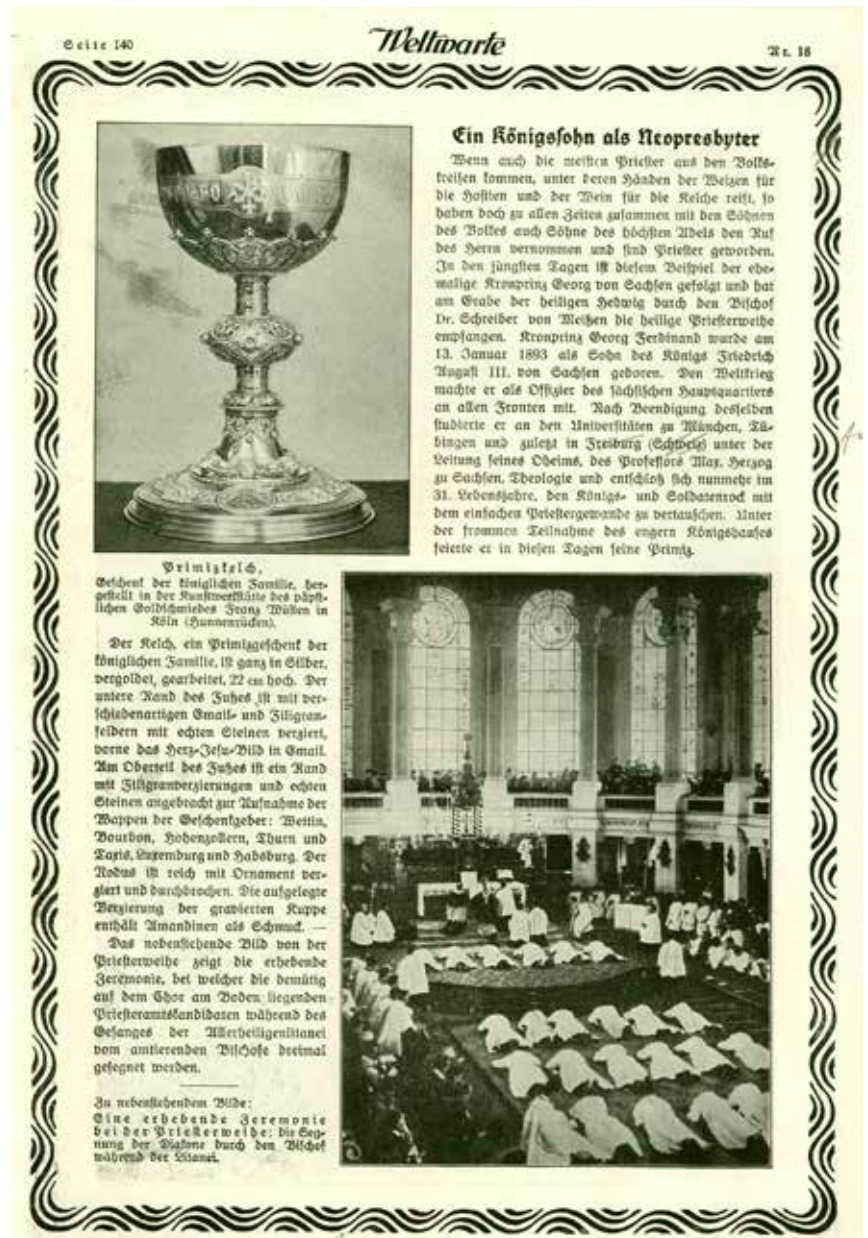 Seite 140
Weltwarte
Nr. 18
Ein Königssohn als Neopresbyter
Wenn auch die meisten Priester aus den Volks-
kreisen kommen, unter deren Händen der Weizen für
die Hostien und der Wein für die Kelche reift, so
haben doch zu allen Zeiten zusammen mit den Söhnen
des Volkes auch Söhne des höchsten Adels den Ruf
des Herrn vernommen und sind Priester geworden.
In den jüngsten Tagen ist diesem Beispiel der ehe-
malige Kronprinz Georg von Sachsen gefolgt und hat
am Grabe der heiligen Hedwig durch den Bischof
Dr. Schreiber von Meißen die heilige Priesterweihe
empfangen. Kronprinz Georg Ferdinand wurde am
13. Januar 1893 als Sohn des Königs Friedrich
August III. von Sachsen geboren. Den Weltkrieg
machte er als Offizier des sächsischen Hauptquartiers
an allen Fronten mit. Nach Beendigung desselben
studierte er an den Universitäten zu München, Tü-
bingen und zuletzt in Freiburg (Schweiz) unter der
Leitung seines Oheims, des Professors Max, Herzog
zu Sachsen, Theologie und entschloß sich nunmehr im
31. Lebensjahre, den Königs- und Soldatenrock mit
dem einfachen Priestergewande zu vertauschen. Unter
der frommen Teilnahme des engern Königshauses
feierte er in diesen Tagen seine Primiz.
Primizkelch,
Geschenk der königlichen Familie, her-
gestellt in der Kunstwerkstätte des päpst-
lichen Goldschmiedes Franz Wüsten in
Köln (Hunnenrücken).
Der Kelch, ein Primizgeschenk der
königlichen Familie, ist ganz in Silber,
vergoldet, gearbeitet, 22 cm hoch. Der
untere Rand des Fußes ist mit ver-
schiedenartigen Email- und Filigran-
feldern mit echten Steinen verziert,
vorne das Herz-Jesu-Bild in Email.
Am Oberteil des Fußes ist ein Rand
mit Filigranverzierungen und echten
Steinen angebracht zur Aufnahme der
Wappen der Geschenkgeber: Wettin,
Bourbon, Hohenzollern, Thurn und
Taxis, Luxemburg und Habsburg. Der
Nodus ist reich mit Ornament ver-
ziert und durchbrochen. Die aufgelegte
Verzierung der gravierten Kuppe
enthält Amandinen als Schmuck. —
Das nebenstehende Bild von der
Priesterweihe zeigt die erhebende
Zeremonie, bei welcher die demütig
auf dem Chor am Boden liegenden
Priesteramtskandidaten während des
Gesanges der Allerheiligenlitanei
vom amtierenden Bischofe dreimal
gesegnet werden.
Zu nebenstehendem Bilde:
Eine erhebende Zeremonie
bei der Priesterweihe: die Seg-
nung der Diakone durch den Bischof
während der Litanei.